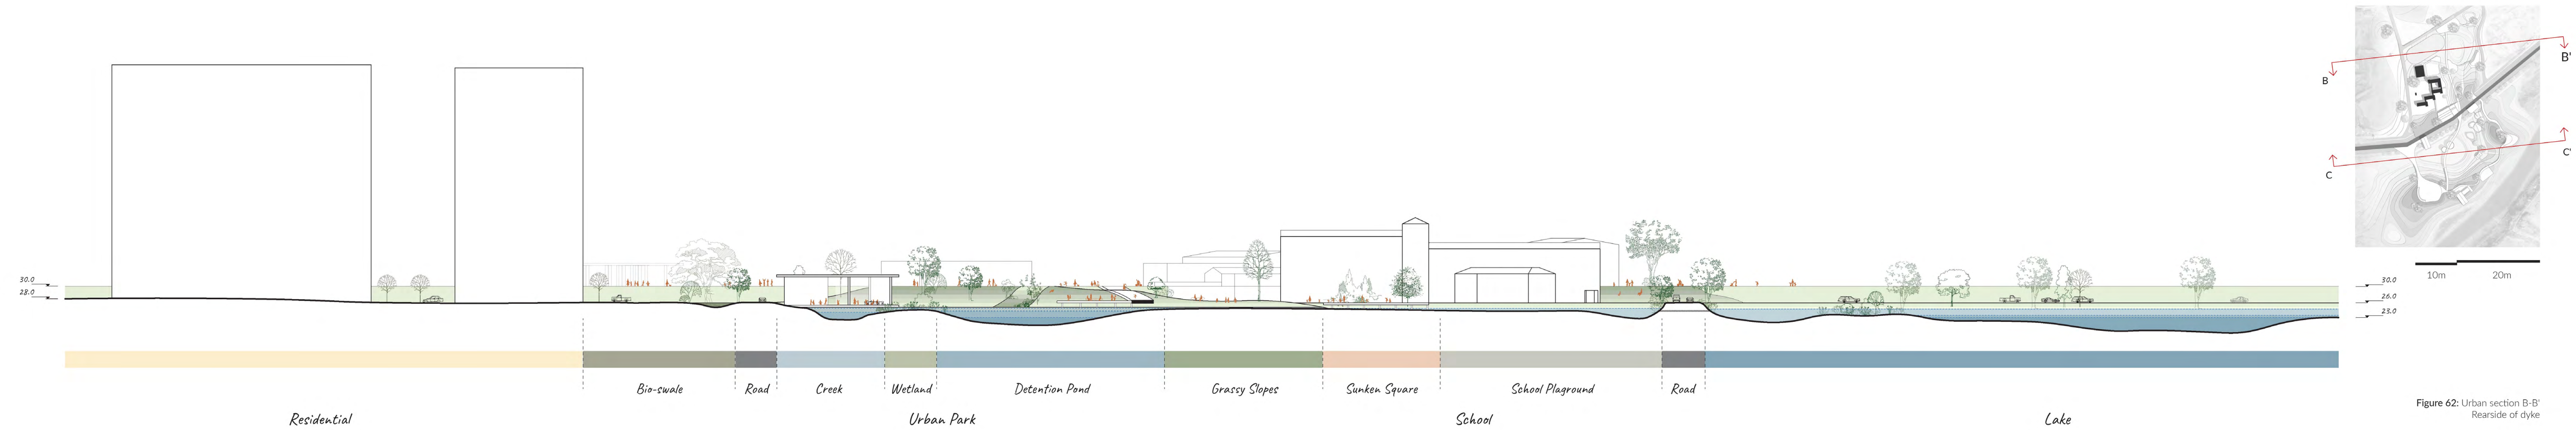 30.0
28.0
30.0
26.0
23.0
B
B'
C
C'
10m
20m
Bio-swale
Road
Creek
Wetland
Detention Pond
Grassy Slopes
Sunken Square
School Plaground
Road
Residential
Urban Park
School
Lake
Figure 62: Urban section B-B'
Rearside of dyke